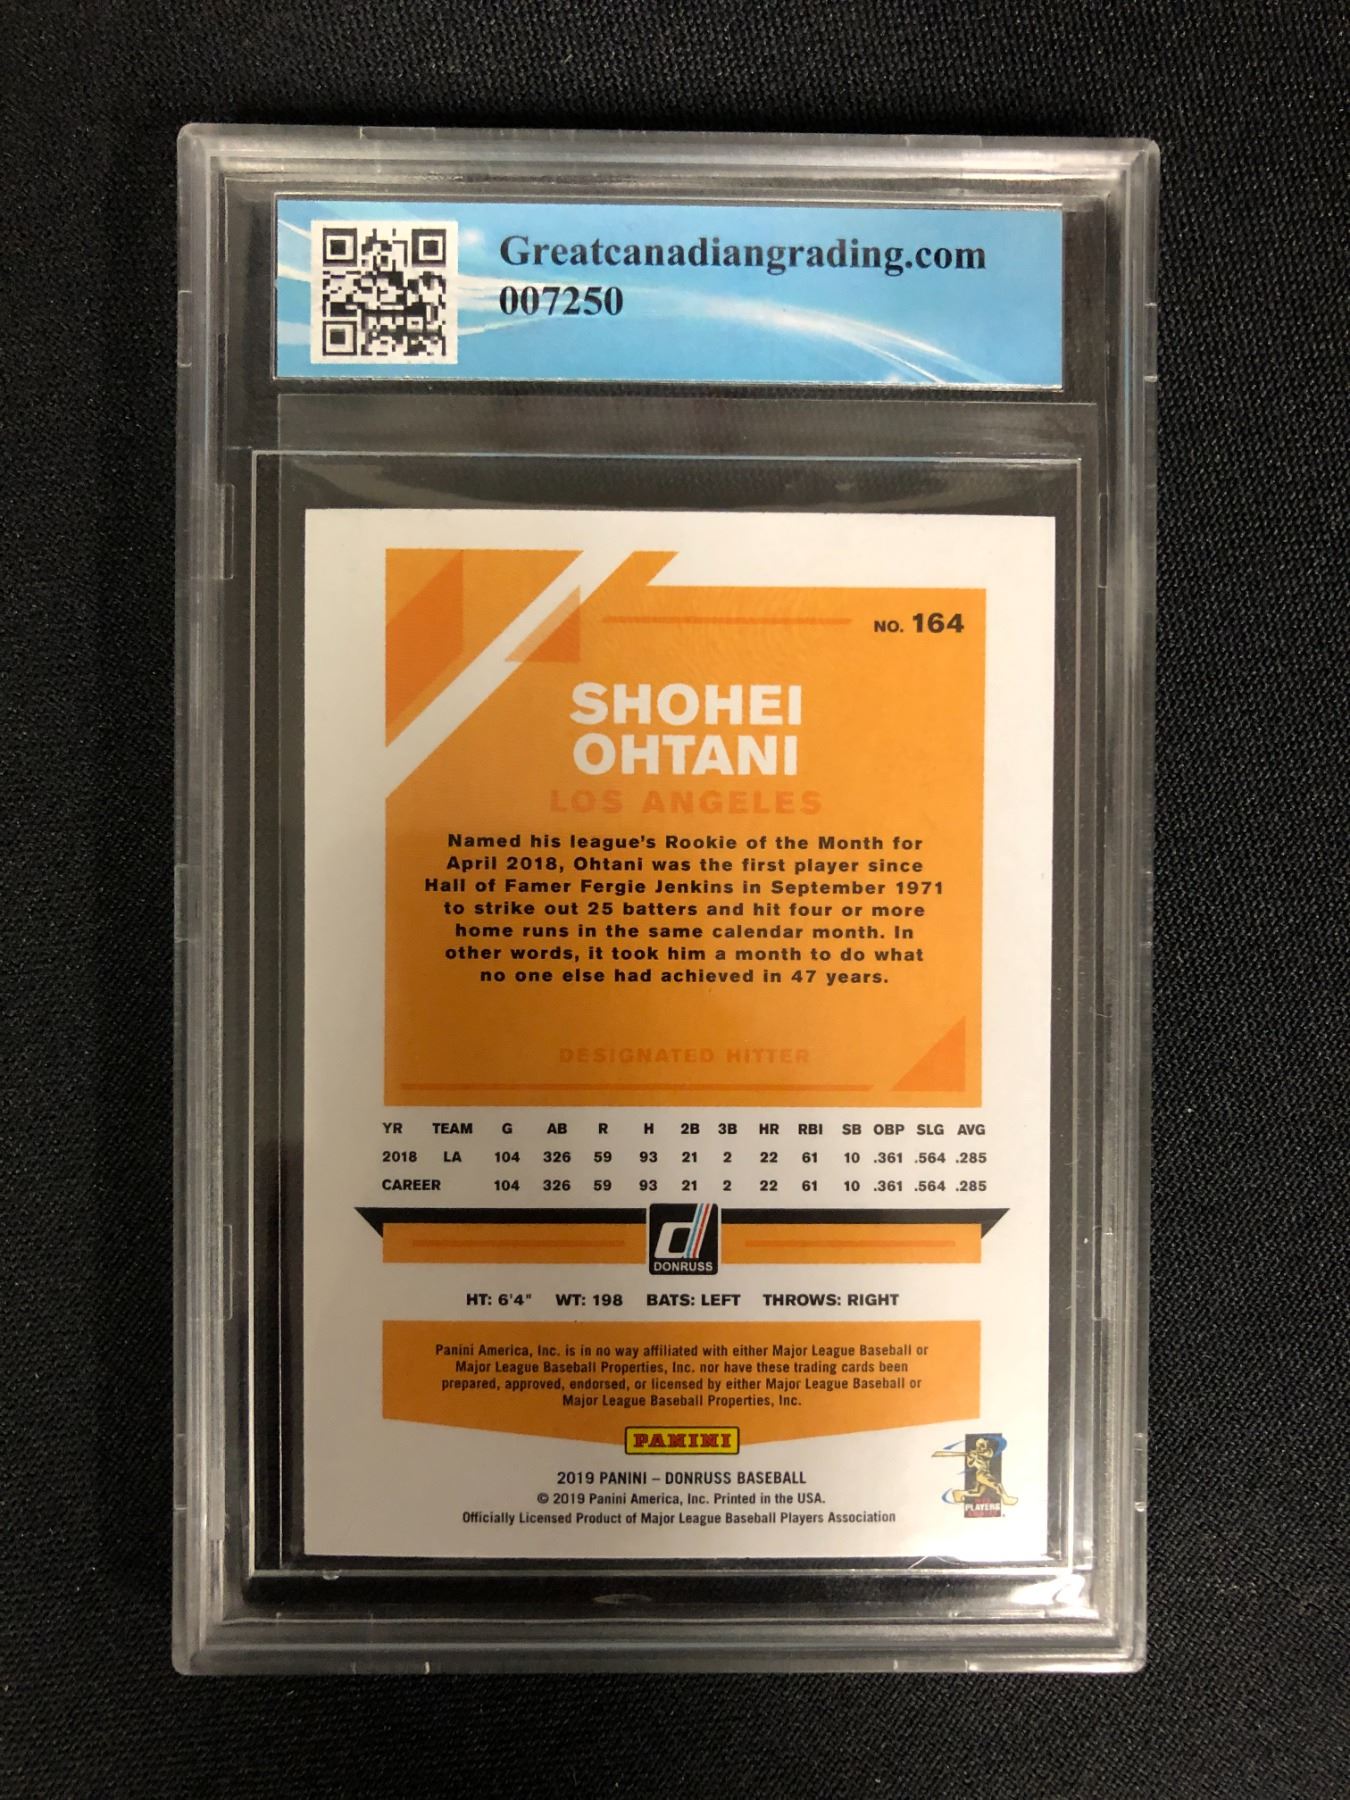 Greatcanadiangrading.com
007250
NO. 164
SHOHEI
OHTANI
LOS ANGELES
Named his league's Rookie of the Month for
April 2018, Ohtani was the first player since
Hall of Famer Fergie Jenkins in September 1971
to strike out 25 batters and hit four or more
home runs in the same calendar month. In
other words, it took him a month to do what
no one else had achieved in 47 years.
DESIGNATED HITTER
YR TEAM G AB R H 2B 3B HR RBI SB OBP SLG AVG
2018 LA 104 326 59 93 21 2 22 61 10 .361 .564 .285
CAREER 104 326 59 93 21 2 22 61 10 .361 .564 .285
d
DONRUSS
HT: 6'4" WT: 198 BATS: LEFT THROWS: RIGHT
Panini America, Inc. is in no way affiliated with either Major League Baseball or
Major League Baseball Properties, Inc. nor have these trading cards been
prepared, approved, endorsed, or licensed by either Major League Baseball or
Major League Baseball Properties, Inc.
PANINI
2019 PANINI – DONRUSS BASEBALL
© 2019 Panini America, Inc. Printed in the USA.
Officially Licensed Product of Major League Baseball Players Association
PLAYERS